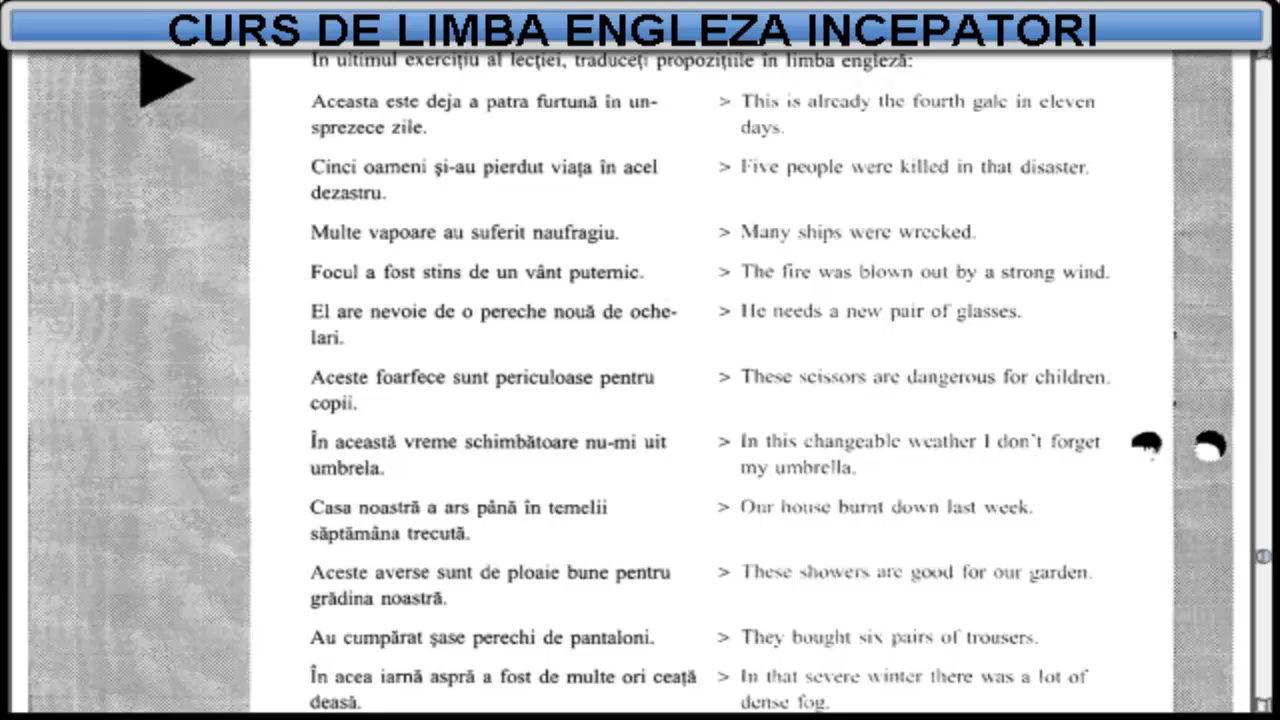 CURS DE LIMBA ENGLEZA INCEPATORI
În ultimul exerciţiu al lecţiei, traduceţi propoziţiile în limba engleză:
Aceasta este deja a patra furtună în un-
sprezece zile.
> This is already the fourth gale in eleven
days.
Cinci oameni şi-au pierdut viaţa în acel
dezastru.
> Five people were killed in that disaster.
Multe vapoare au suferit naufragiu.
> Many ships were wrecked.
Focul a fost stins de un vânt puternic.
> The fire was blown out by a strong wind.
El are nevoie de o pereche nouă de oche-
lari.
> He needs a new pair of glasses.
Aceste foarfece sunt periculoase pentru
copii.
> These scissors are dangerous for children.
În această vreme schimbătoare nu-mi uit
umbrela.
> In this changeable weather I don't forget
my umbrella.
Casa noastră a ars până în temelii
săptămâna trecută.
> Our house burnt down last week.
Aceste averse sunt de ploaie bune pentru
grădina noastră.
> These showers are good for our garden.
Au cumpărat şase perechi de pantaloni.
> They bought six pairs of trousers.
În acea iarnă aspră a fost de multe ori ceaţă
deasă.
> In that severe winter there was a lot of
dense fog.